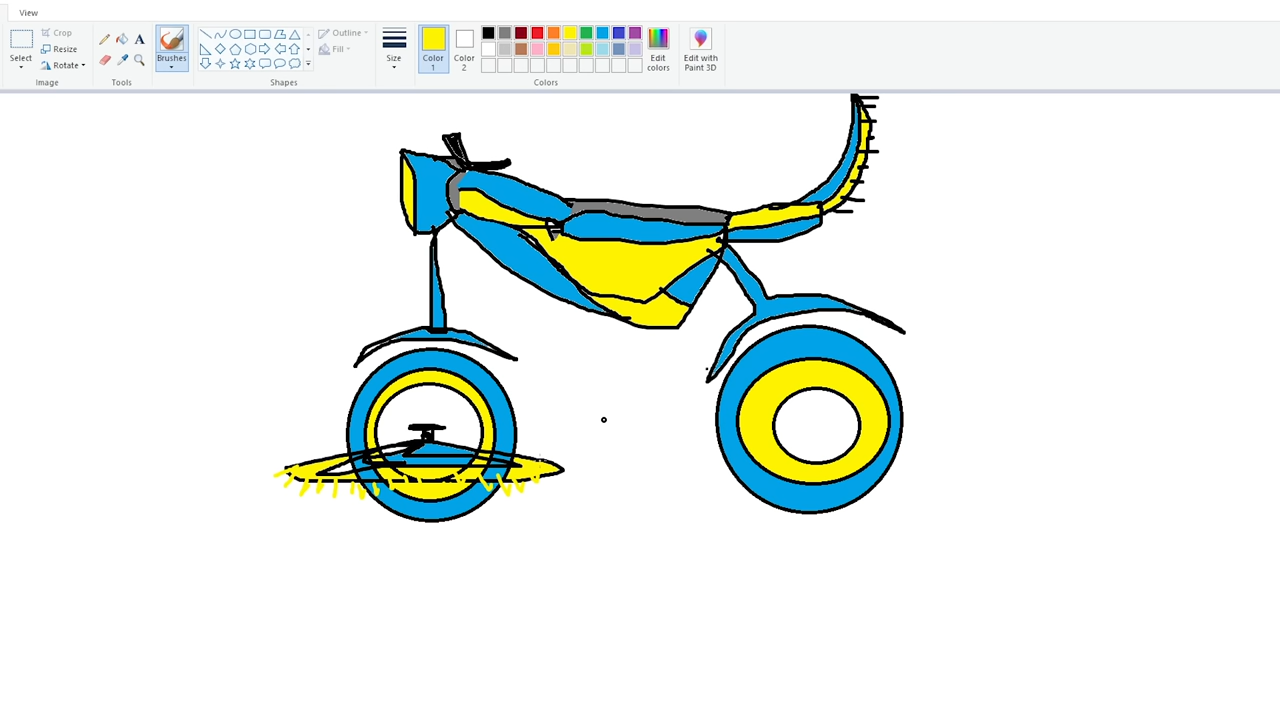 View
Select
Crop
Resize
Rotate
Image
A
Tools
Brushes
Outline
Fill
Shapes
Size
Color
1
Color
2
Edit
colors
Colors
Edit with
Paint 3D